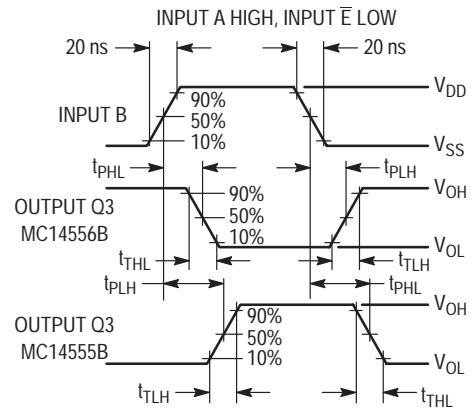 INPUT A HIGH, INPUT E̅ LOW
20 ns
20 ns
V_DD
90%
INPUT B
50%
10%
V_SS
t_PHL
t_PLH
90%
V_OH
OUTPUT Q3
50%
MC14556B
10%
V_OL
t_THL
t_TLH
t_PLH
t_PHL
V_OH
OUTPUT Q3
90%
MC14555B
50%
10%
V_OL
t_TLH
t_THL